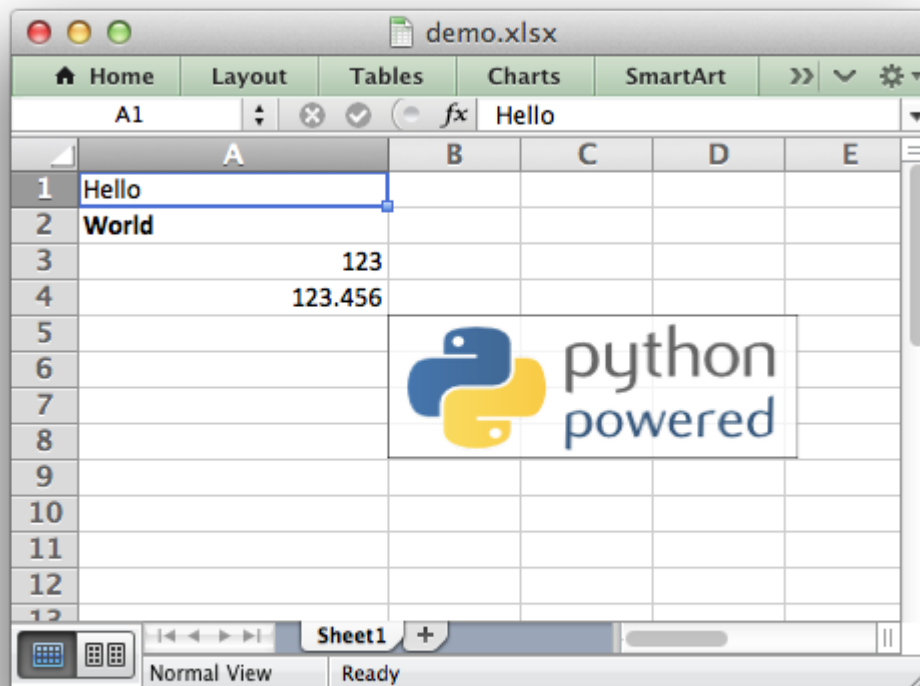 demo.xlsx
Home Layout Tables Charts SmartArt
A1 fx Hello
A B C D E
1 Hello
2 World
3 123
4 123.456
5
python
6
7
powered
8
9
10
11
12
13
Sheet1 +
Normal View Ready